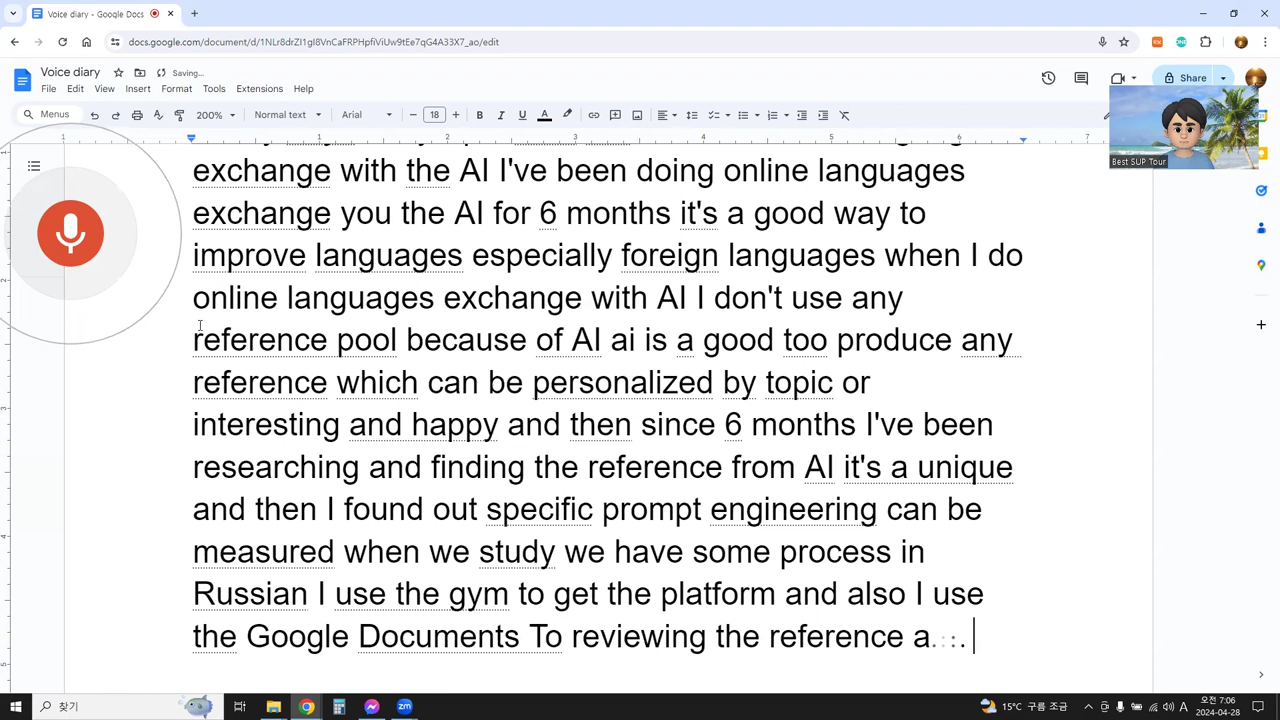 Voice diary - Google Docs
docs.google.com/document/d/1NLr8drZI1gI8VnCaFRPHpfiViUw9tEe7qG4A33X7_ao/edit
Voice diary
Saving...
File Edit View Insert Format Tools Extensions Help
Share
Menus 200% Normal text Arial 18
Best SUP Tour
exchange with the AI I've been doing online languages
exchange you the AI for 6 months it's a good way to
improve languages especially foreign languages when I do
online languages exchange with AI I don't use any
reference pool because of AI ai is a good too produce any
reference which can be personalized by topic or
interesting and happy and then since 6 months I've been
researching and finding the reference from AI it's a unique
and then I found out specific prompt engineering can be
measured when we study we have some process in
Russian I use the gym to get the platform and also I use
the Google Documents To reviewing the reference a
찾기
15°C 구름 조금
오전 7:06
2024-04-28